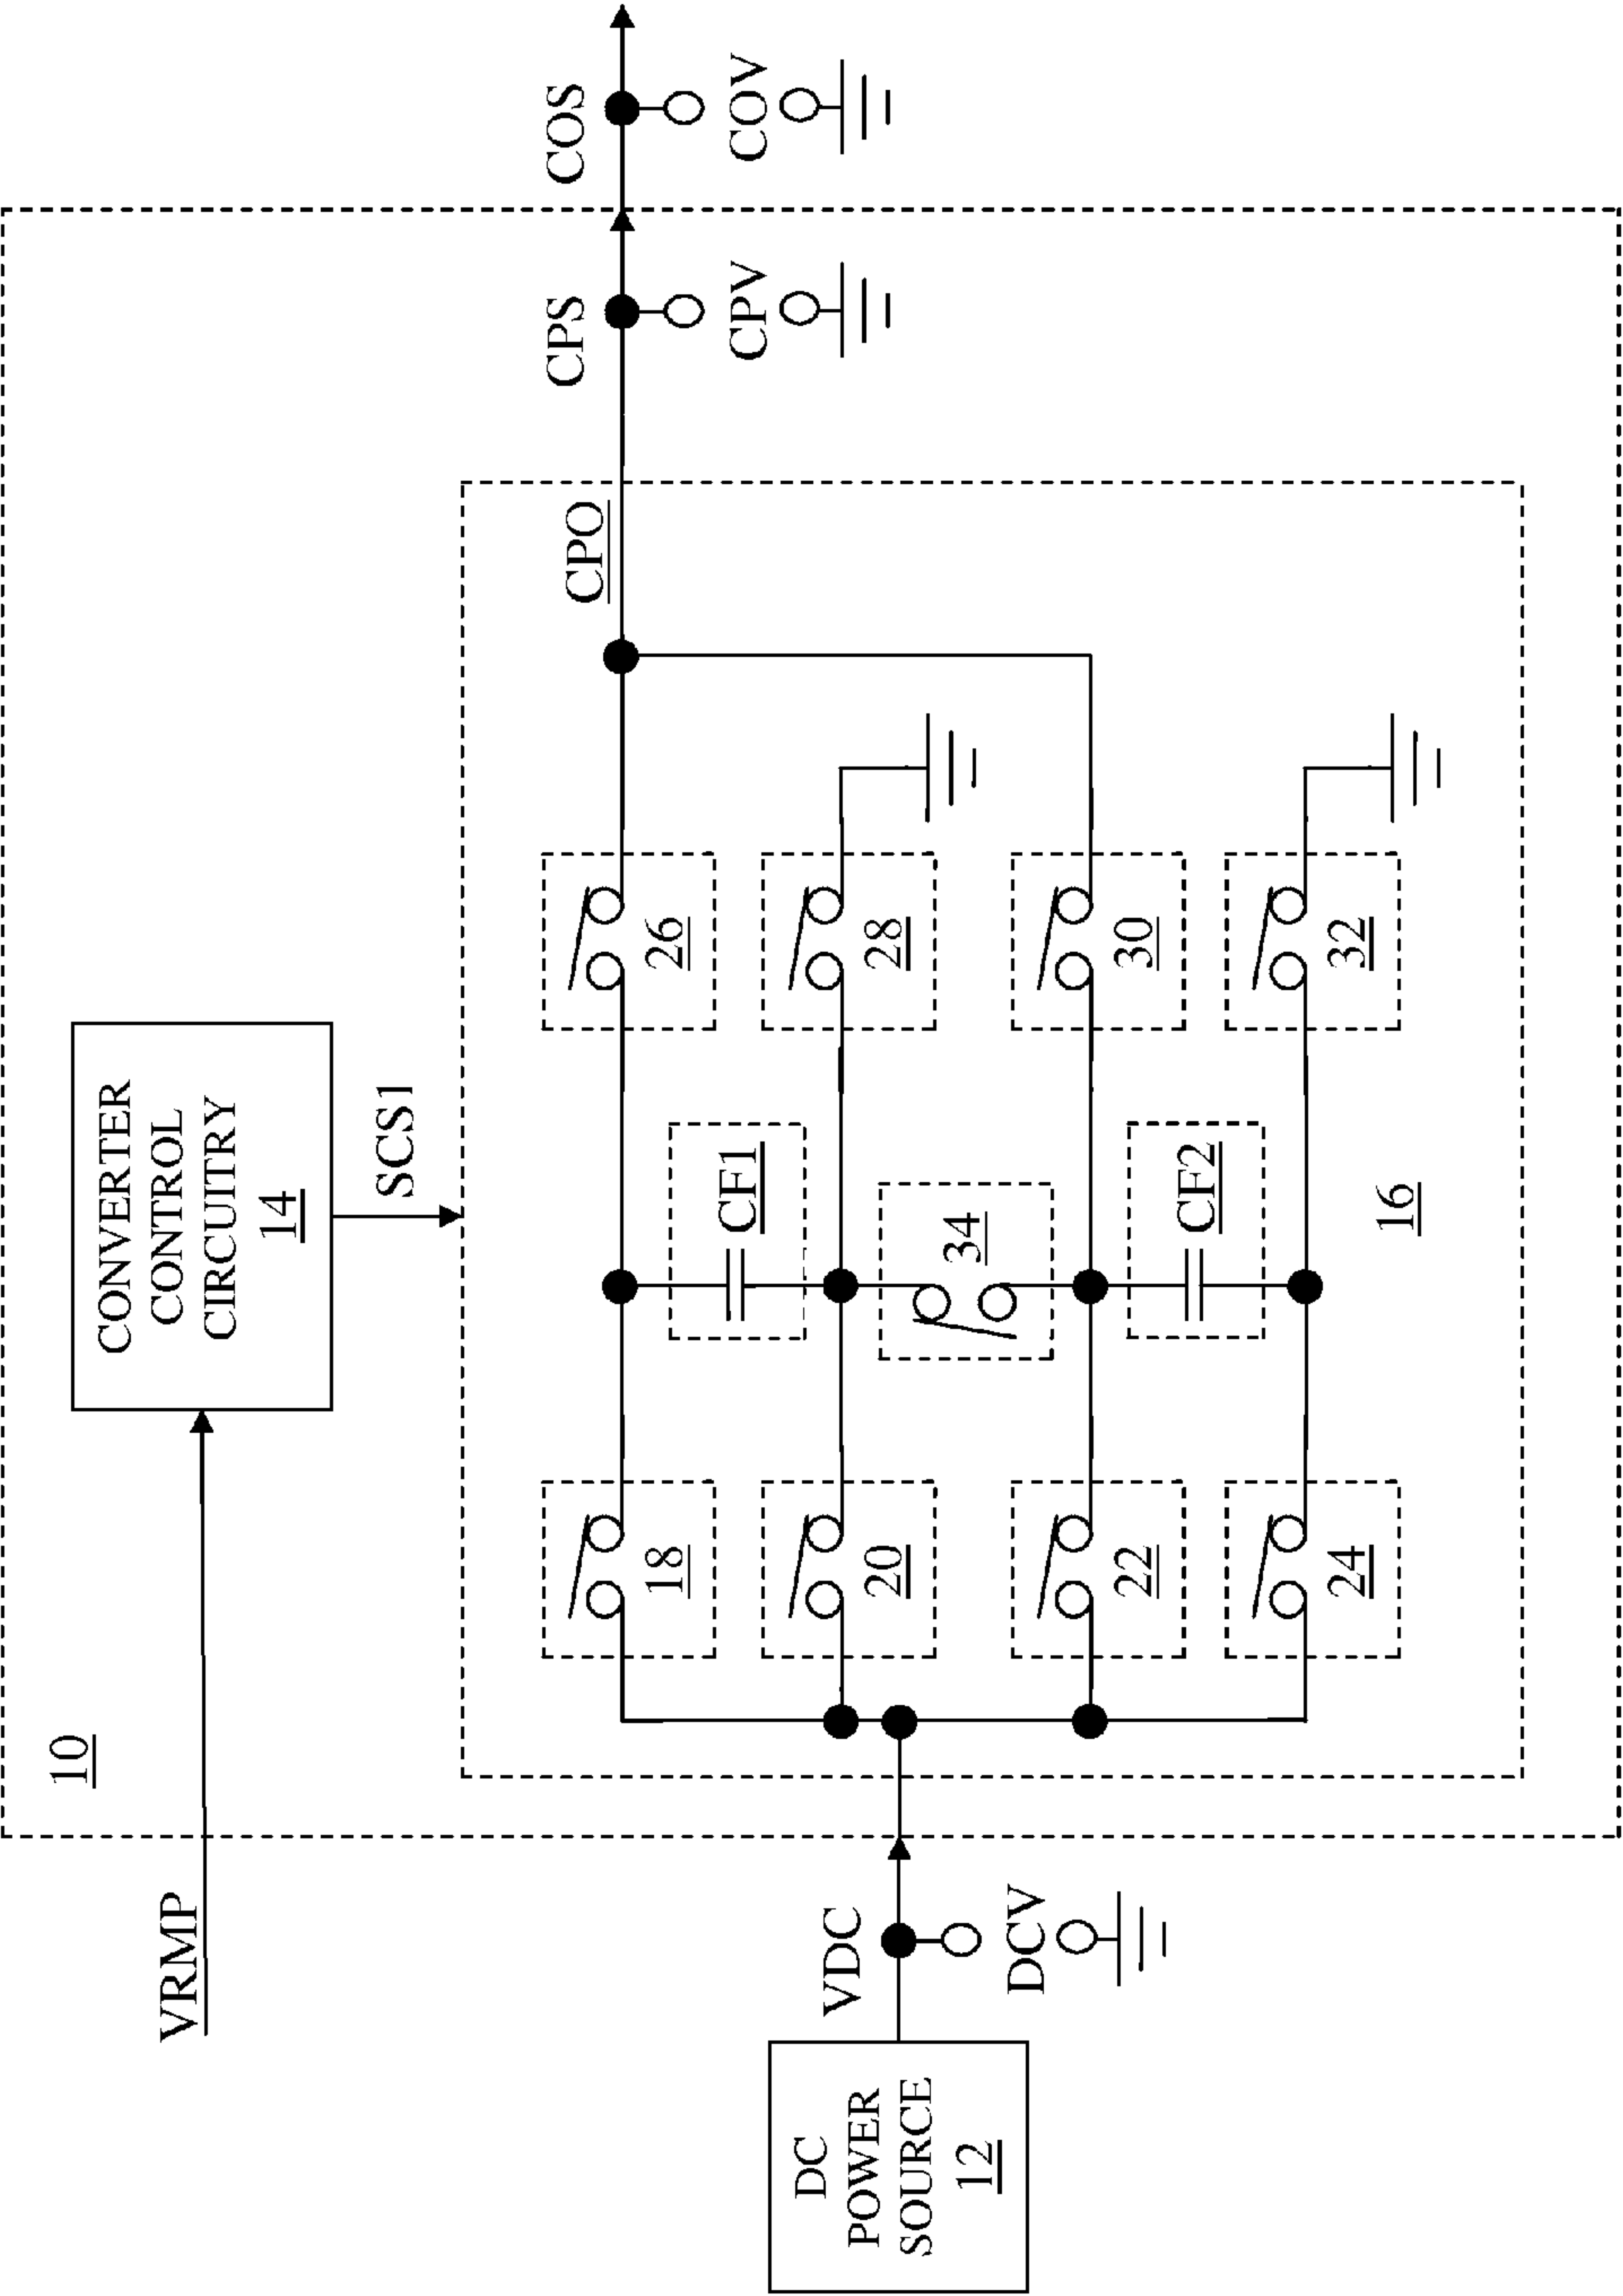 10
VRMP
CONVERTER
CONTROL
CIRCUITRY
14
SCS1
DC
POWER
SOURCE
12
VDC
DCV
18
20
22
24
CF1
34
CF2
16
26
28
30
32
CPO
CPS
CPV
COS
COV